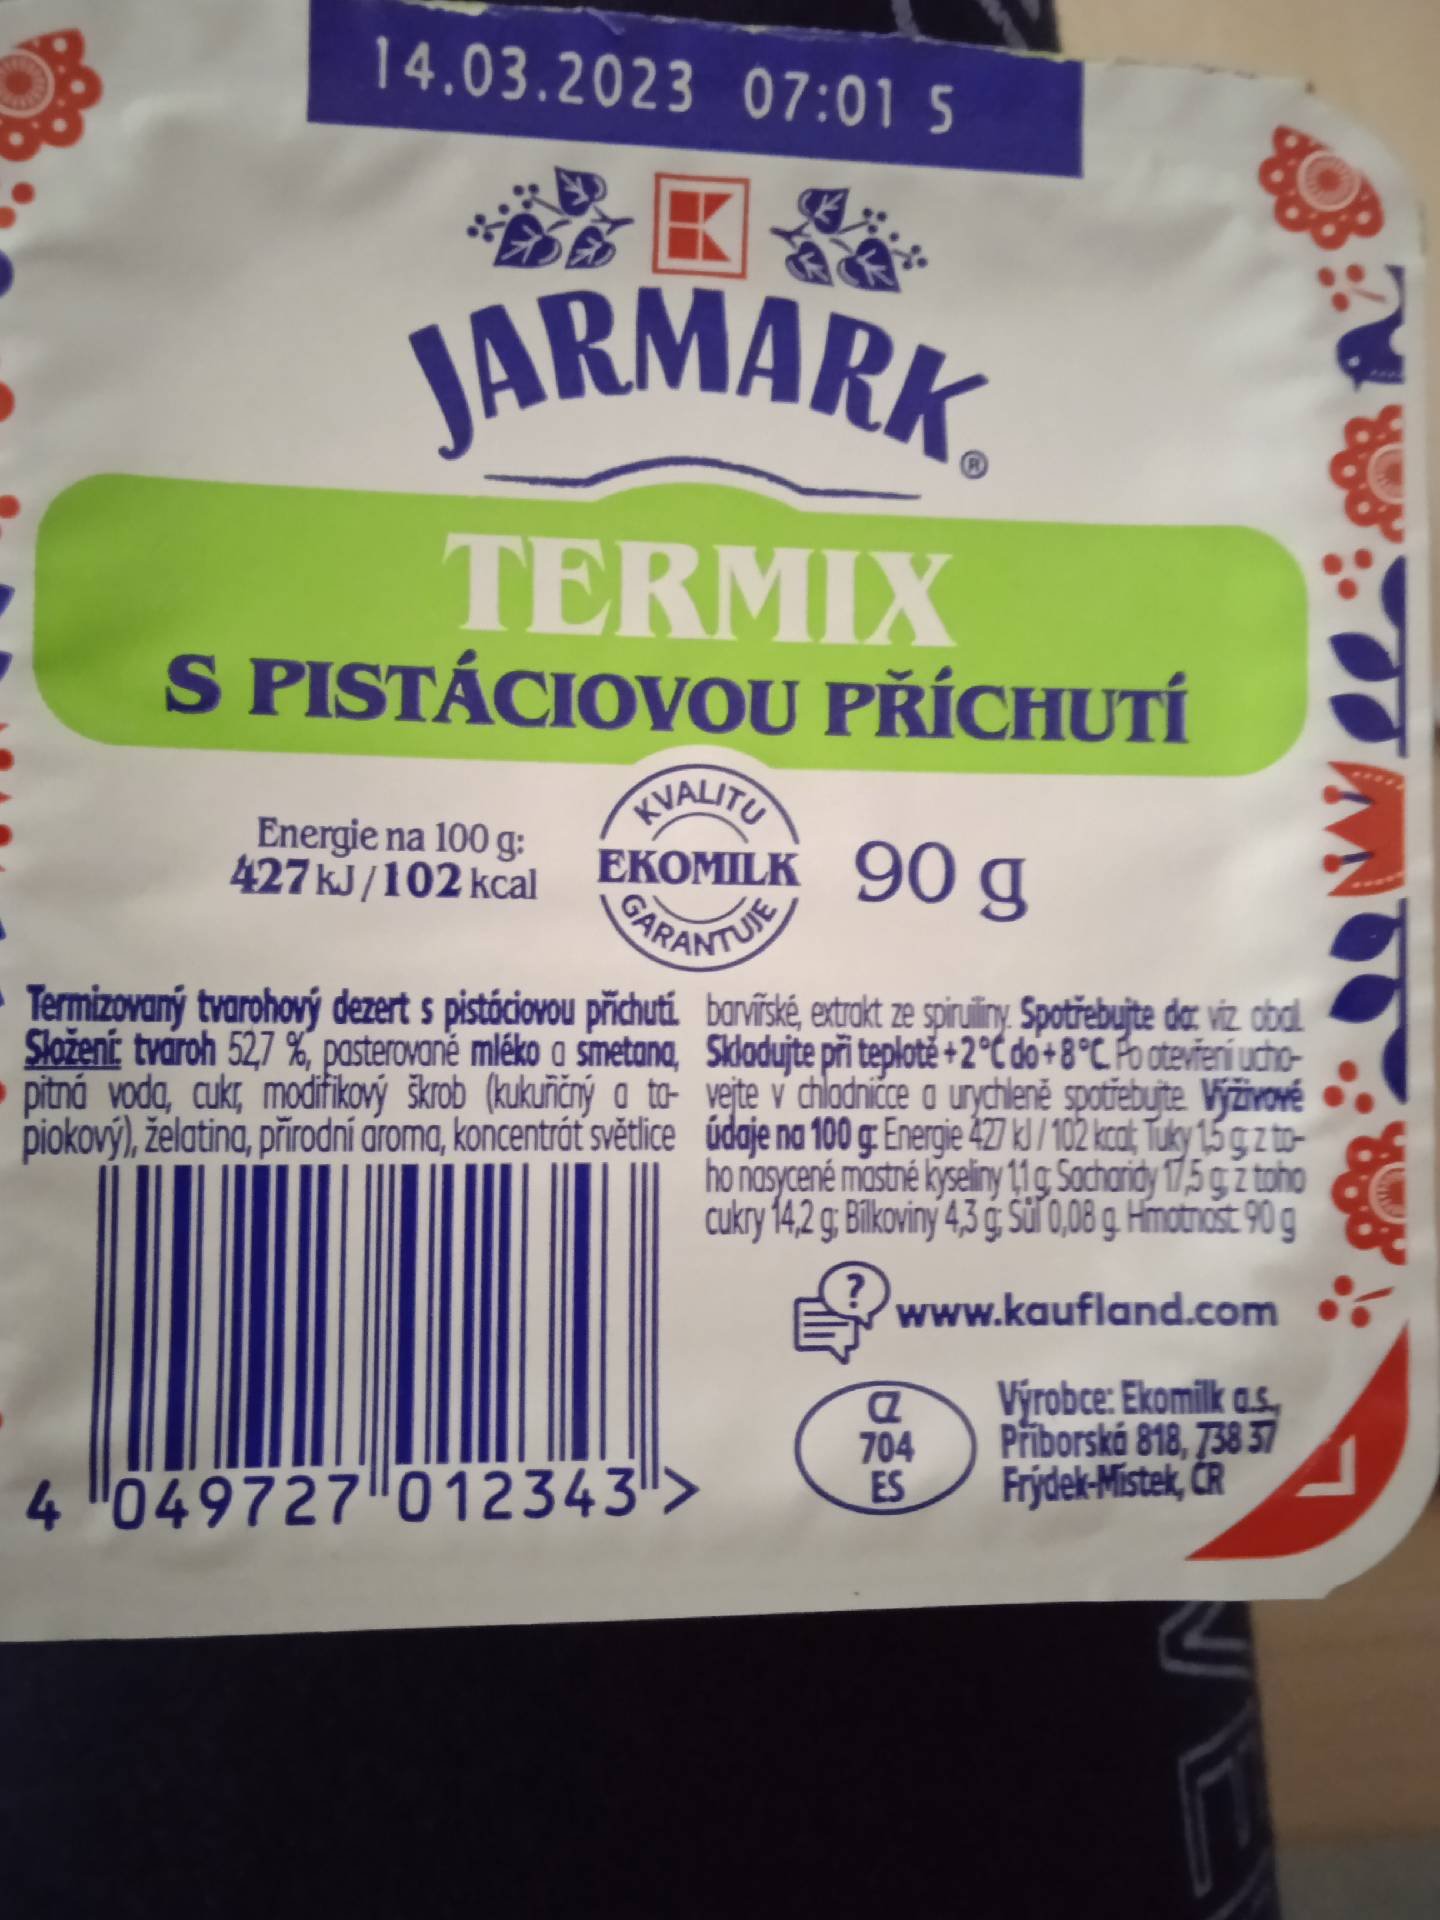 14.03.2023 07:01 S
K
JARMARK®
TERMIX
S PISTÁCIOVOU PŘÍCHUTÍ
Energie na 100 g:
427 kJ/102 kcal
KVALITU
EKOMILK
GARANTUJE
90 g
Termizovaný tvarohový dezert s pistáciovou příchutí.
Složení: tvaroh 52,7 %, pasterované mléko a smetana,
pitná voda, cukr, modifikový škrob (kukuřičný a ta-
piokový), želatina, přírodní aroma, koncentrát světlice
barvířské, extrakt ze spiruliny. Spotřebujte do: viz obal.
Skladujte při teplotě +2°C do +8°C. Po otevření ucho-
vejte v chladničce a urychleně spotřebujte. Výživové
údaje na 100 g: Energie 427 kJ / 102 kcal; Tuky 1,5 g; z to-
ho nasycené mastné kyseliny 1,1 g; Sacharidy 17,5 g; z toho
cukry 14,2 g; Bílkoviny 4,3 g; Sůl 0,08 g. Hmotnost: 90 g
4 049727 012343 >
?
www.kaufland.com
CZ
704
ES
Výrobce: Ekomilk a.s.,
Příborská 818, 738 37
Frýdek-Místek, ČR